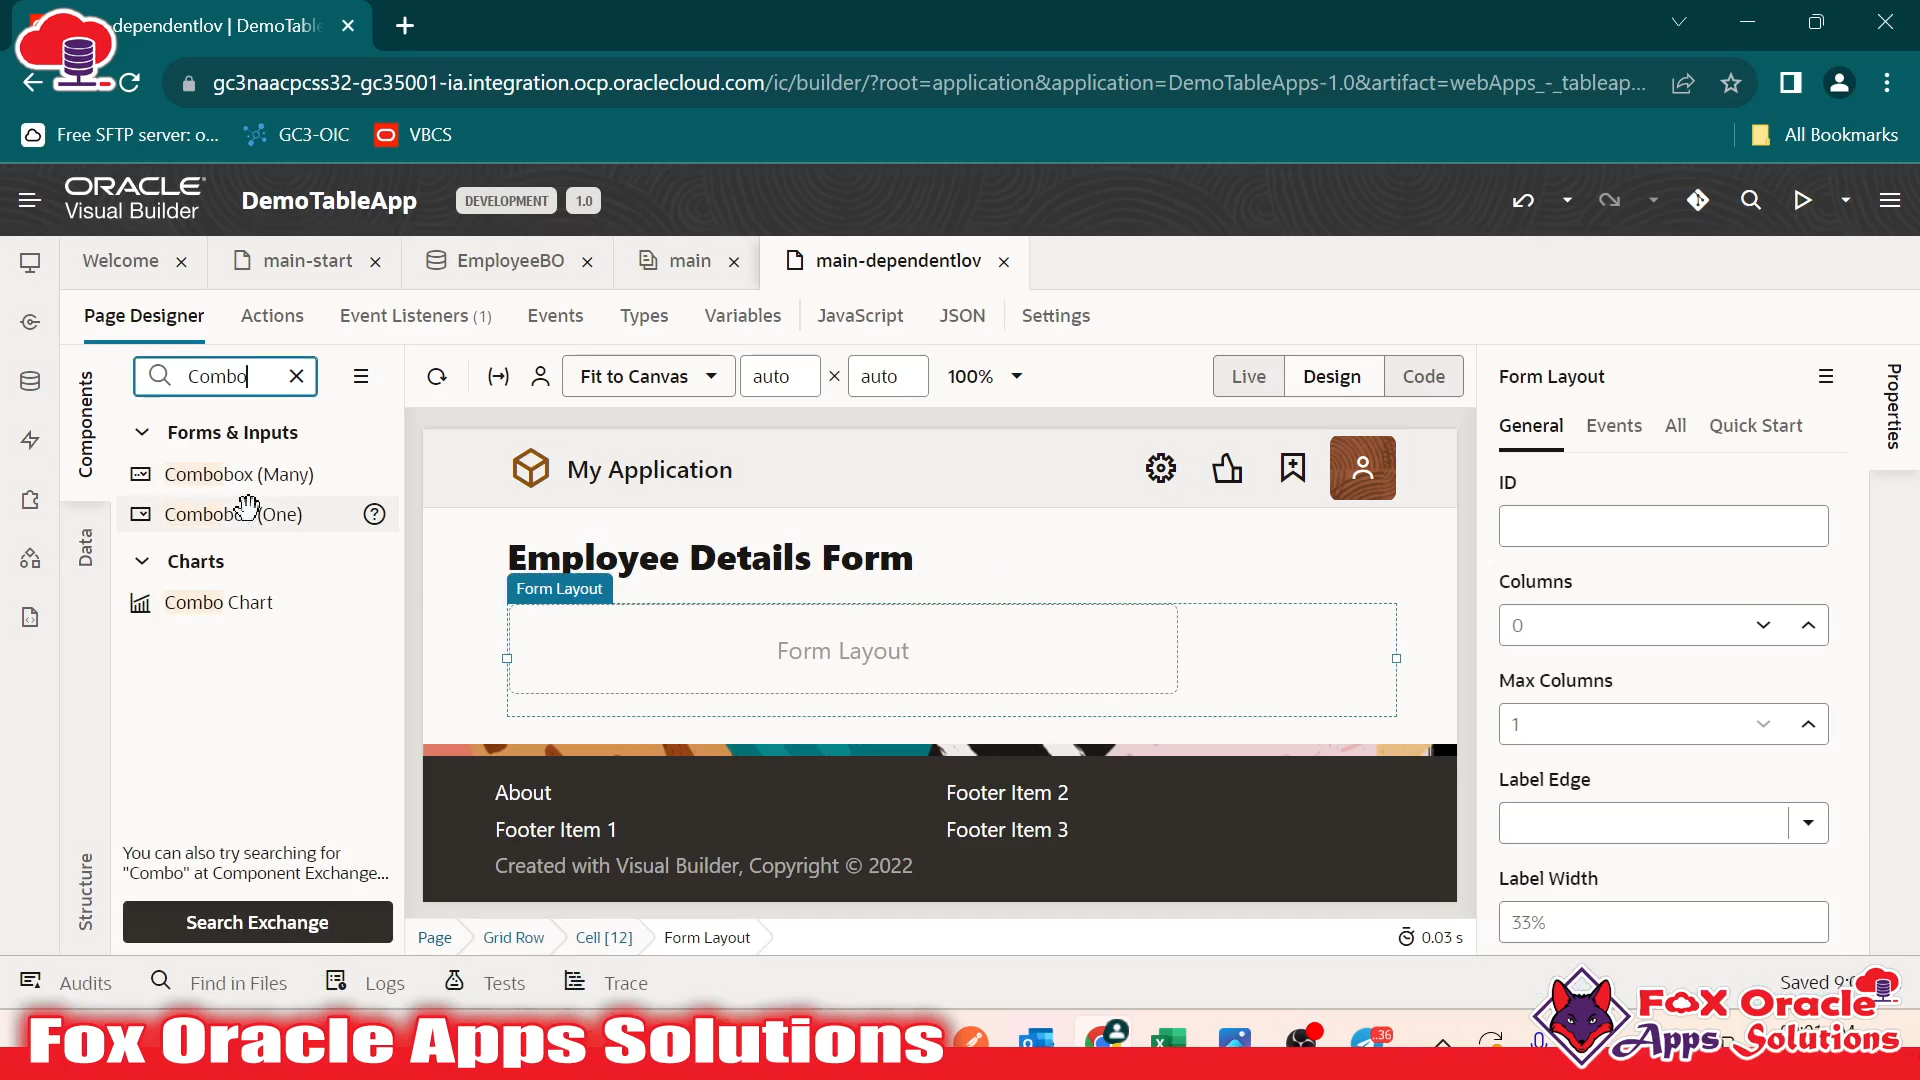 dependentlov | DemoTable
gc3naacpcss32-gc35001-ia.integration.ocp.oraclecloud.com/ic/builder/?root=application&application=DemoTableApps-1.0&artifact=webApps_-_tableap...
Free SFTP server: o...
GC3-OIC
VBCS
All Bookmarks
ORACLE
Visual Builder
DemoTableApp
DEVELOPMENT
1.0
Welcome
main-start
EmployeeBO
main
main-dependentlov
Page Designer
Actions
Event Listeners (1)
Events
Types
Variables
JavaScript
JSON
Settings
Components
Data
Structure
Combo
Fit to Canvas
auto
×
auto
100%
Live
Design
Code
Forms & Inputs
Combobox (Many)
Combobox (One)
Charts
Combo Chart
You can also try searching for
"Combo" at Component Exchange...
Search Exchange
My Application
Employee Details Form
Form Layout
Form Layout
About
Footer Item 1
Footer Item 2
Footer Item 3
Created with Visual Builder, Copyright © 2022
Page
Grid Row
Cell [12]
Form Layout
0.03 s
Form Layout
Properties
General
Events
All
Quick Start
ID
Columns
0
Max Columns
1
Label Edge
Label Width
33%
Audits
Find in Files
Logs
Tests
Trace
Saved
Fox Oracle Apps Solutions
36
Fox Oracle
Apps Solutions